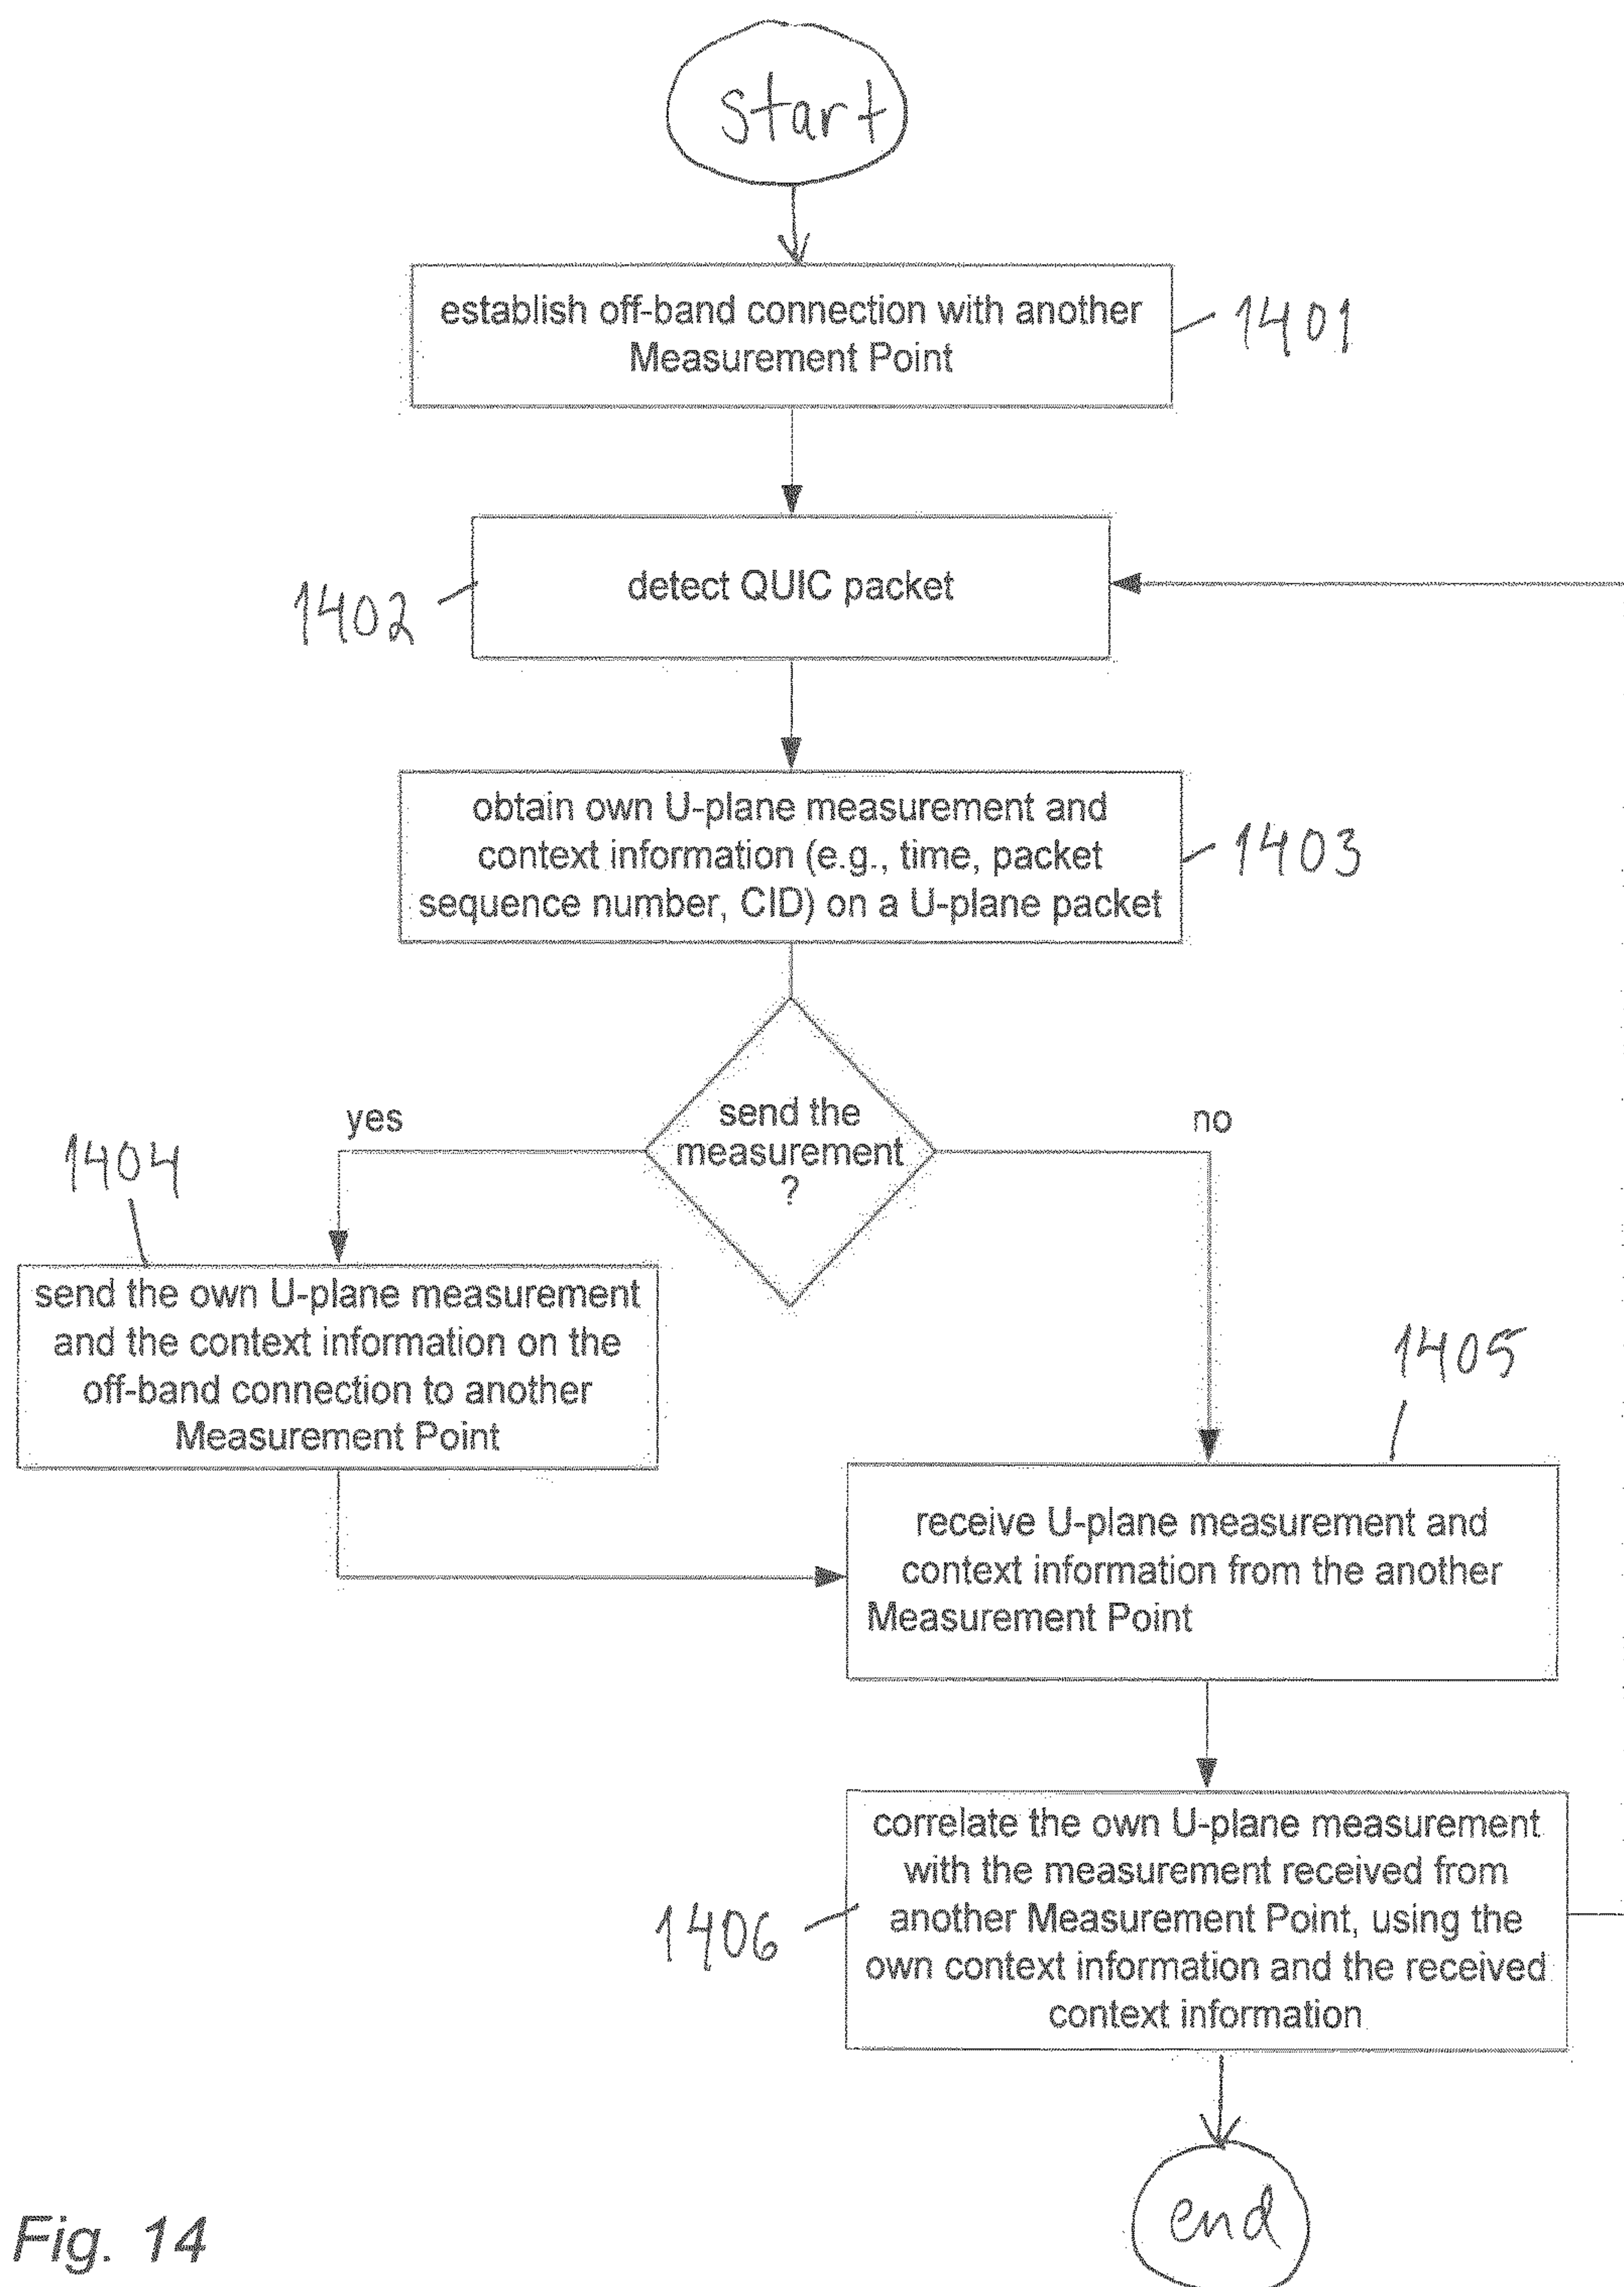 start
establish off-band connection with another
Measurement Point
1401
detect QUIC packet
1402
obtain own U-plane measurement and
context information (e.g., time, packet
sequence number, CID) on a U-plane packet
1403
send the
measurement
?
yes
no
1404
send the own U-plane measurement
and the context information on the
off-band connection to another
Measurement Point
1405
receive U-plane measurement and
context information from the another
Measurement Point
correlate the own U-plane measurement
with the measurement received from
another Measurement Point, using the
own context information and the received
context information
1406
end
Fig. 14